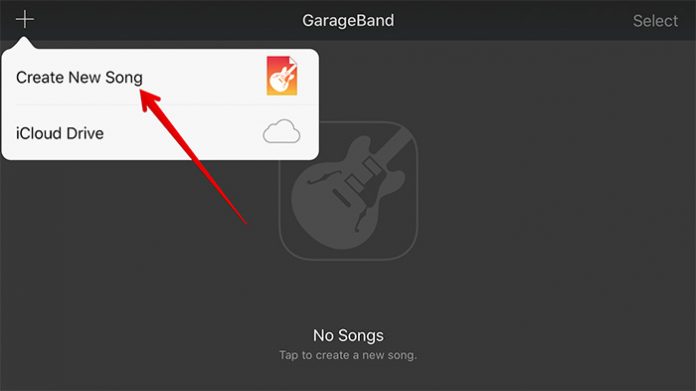 GarageBand
Select
Create New Song
iCloud Drive
No Songs
Tap to create a new song.